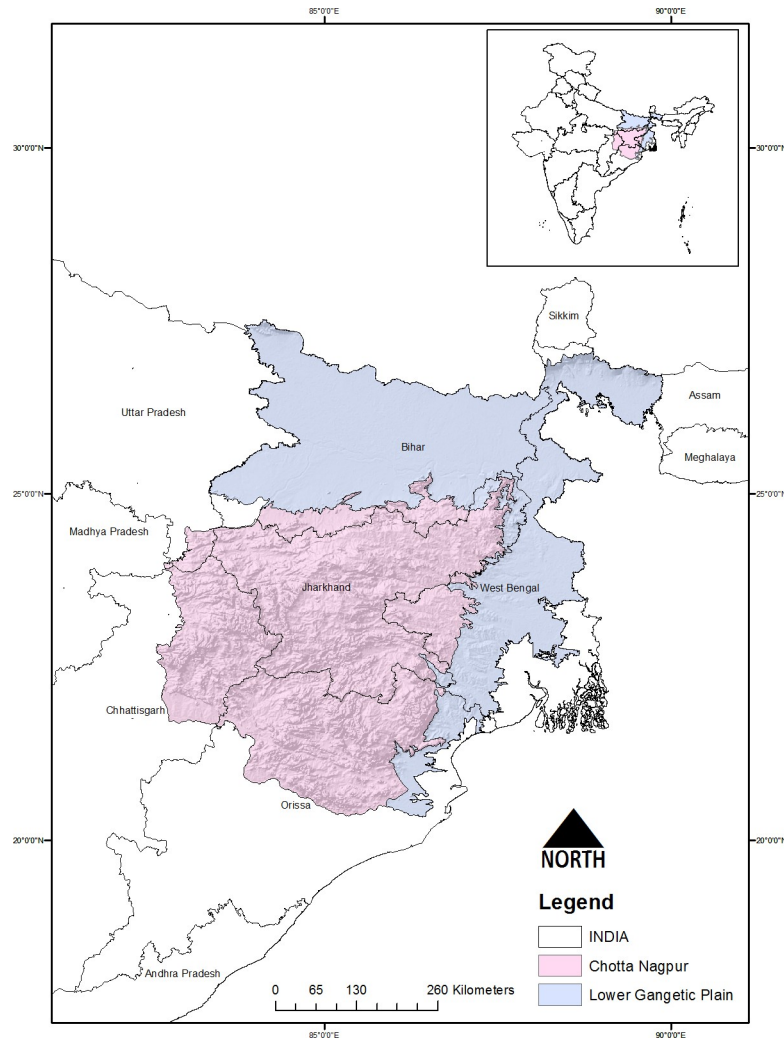 85°0'0"E
90°0'0"E
30°0'0"N
30°0'0"N
Sikkim
Uttar Pradesh
Assam
Bihar
Meghalaya
25°0'0"N
25°0'0"N
Madhya Pradesh
Jharkhand
West Bengal
Chhattisgarh
Orissa
20°0'0"N
20°0'0"N
NORTH
Legend
INDIA
Chotta Nagpur
Lower Gangetic Plain
Andhra Pradesh
0 65 130 260 Kilometers
85°0'0"E
90°0'0"E